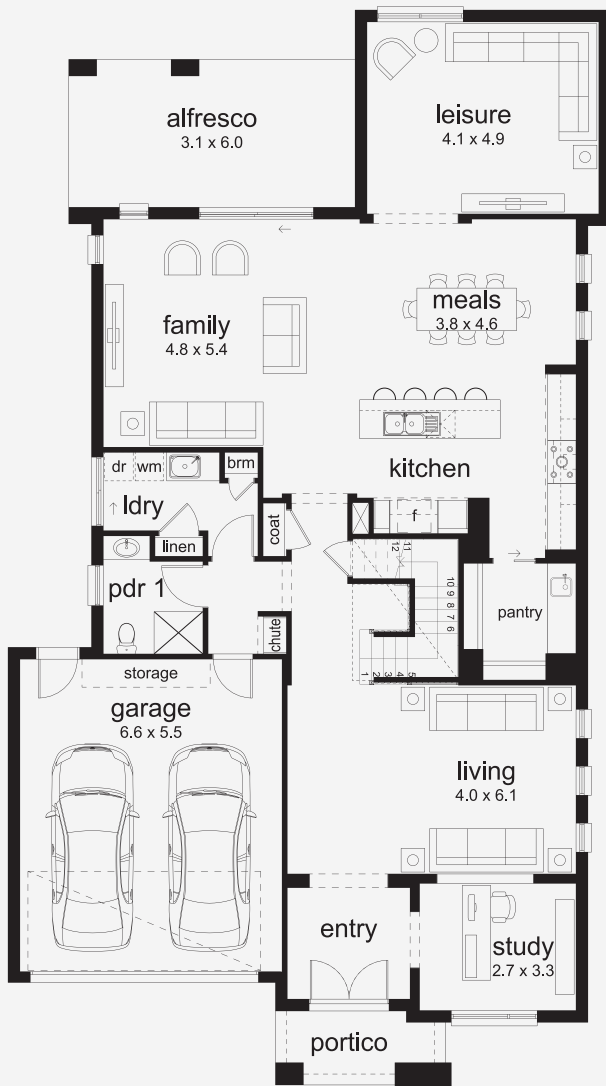 alfresco
3.1 x 6.0
leisure
4.1 x 4.9
family
4.8 x 5.4
meals
3.8 x 4.6
kitchen
dr wm
brm
ldry
linen
coat
f
pdr 1
12
11
10
9
8
7
6
5
4
3
2
1
pantry
chute
storage
garage
6.6 x 5.5
living
4.0 x 6.1
entry
study
2.7 x 3.3
portico